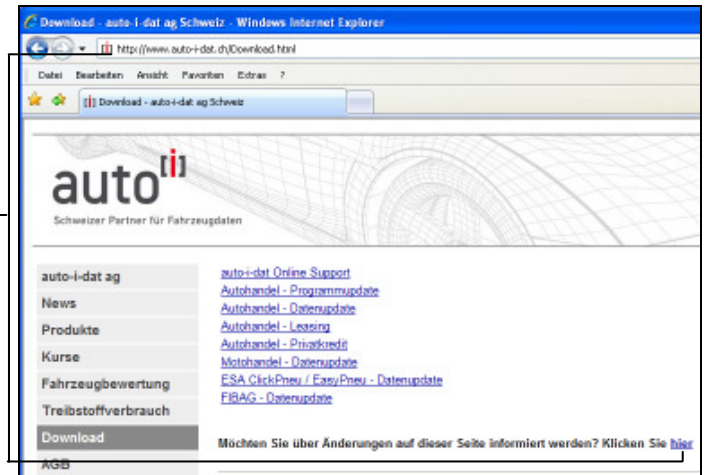 Download - auto-i-dat ag Schweiz - Windows Internet Explorer
http://www.auto-i-dat.ch/Download.html
Datei Bearbeiten Ansicht Favoriten Extras ?
[i] Download - auto-i-dat ag Schweiz
auto[i]
Schweizer Partner für Fahrzeugdaten
auto-i-dat ag
News
Produkte
Kurse
Fahrzeugbewertung
Treibstoffverbrauch
Download
AGB
auto-i-dat Online Support
Autohandel - Programmupdate
Autohandel - Datenupdate
Autohandel - Leasing
Autohandel - Privatkredit
Motohandel - Datenupdate
ESA ClickPneu / EasyPneu - Datenupdate
FIBAG - Datenupdate
Möchten Sie über Änderungen auf dieser Seite informiert werden? Klicken Sie hier